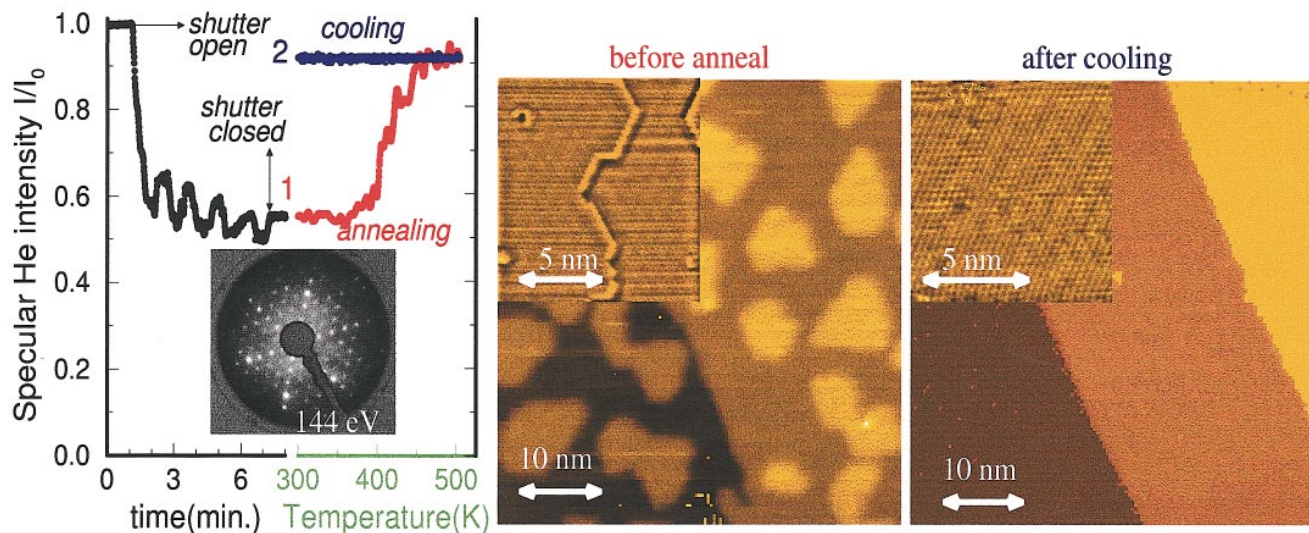 Specular He intensity I/I0
1.0
0.8
0.6
0.4
0.2
0.0
shutter
open
2
cooling
shutter
closed
1
annealing
144 eV
0
3
6
300
400
500
time(min.)
Temperature(K)
before anneal
5 nm
10 nm
after cooling
5 nm
10 nm